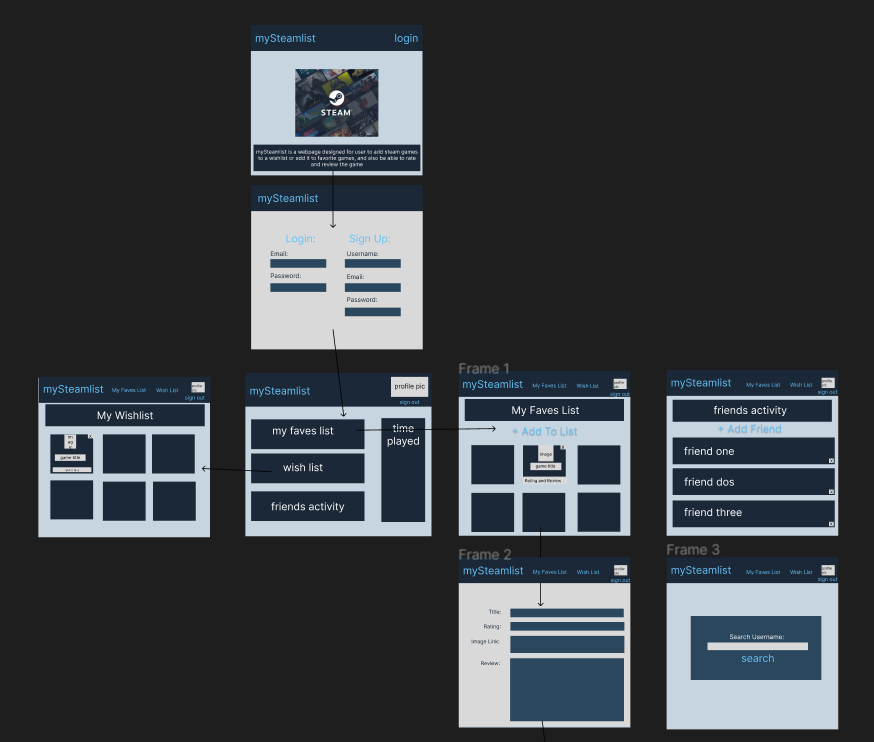 mySteamlist login
STEAM
mySteamlist is a webpage designed for user to add steam games
to a wishlist or add it to favorite games, and also be able to rate
and review the game
mySteamlist
Login: Sign Up:
Email: Username:
Password: Email:
Password:
mySteamlist My Faves List Wish List profile
sign out
My Wishlist
im
ag
e
X
game title
mySteamlist profile pic
sign out
my faves list
wish list
friends activity
time
played
Frame 1
mySteamlist My Faves List Wish List profile
pic
sign out
My Faves List
+ Add To List
image
X
game title
Rating and Review
mySteamlist My Faves List Wish List profile
pic
sign out
friends activity
+ Add Friend
friend one
X
friend dos
X
friend three
X
Frame 2
mySteamlist My Faves List Wish List profile
pic
sign out
Title:
Rating:
Image Link:
Review:
Frame 3
mySteamlist My Faves List Wish List profile
pic
sign out
Search Username:
search